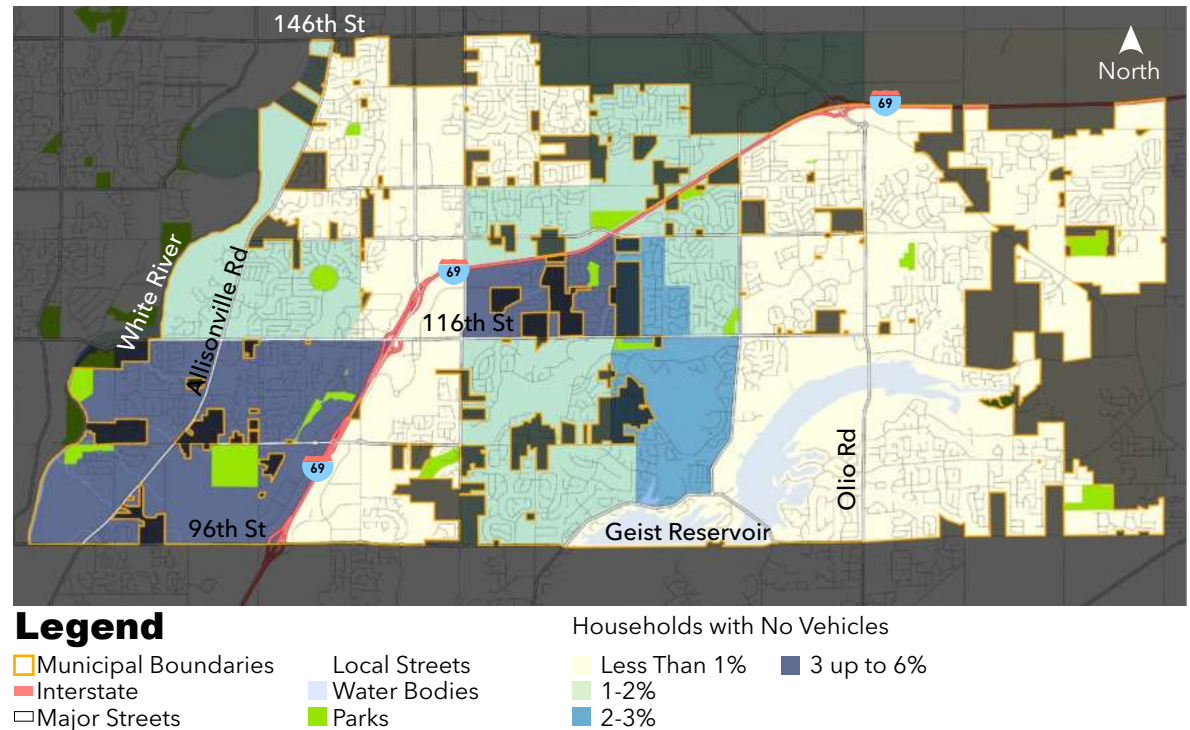 146th St
North
69
White River
Allisonville Rd
69
116th St
69
Olio Rd
96th St
Geist Reservoir
Legend
Households with No Vehicles
Municipal Boundaries
Local Streets
Less Than 1%
3 up to 6%
Interstate
Water Bodies
1-2%
Major Streets
Parks
2-3%